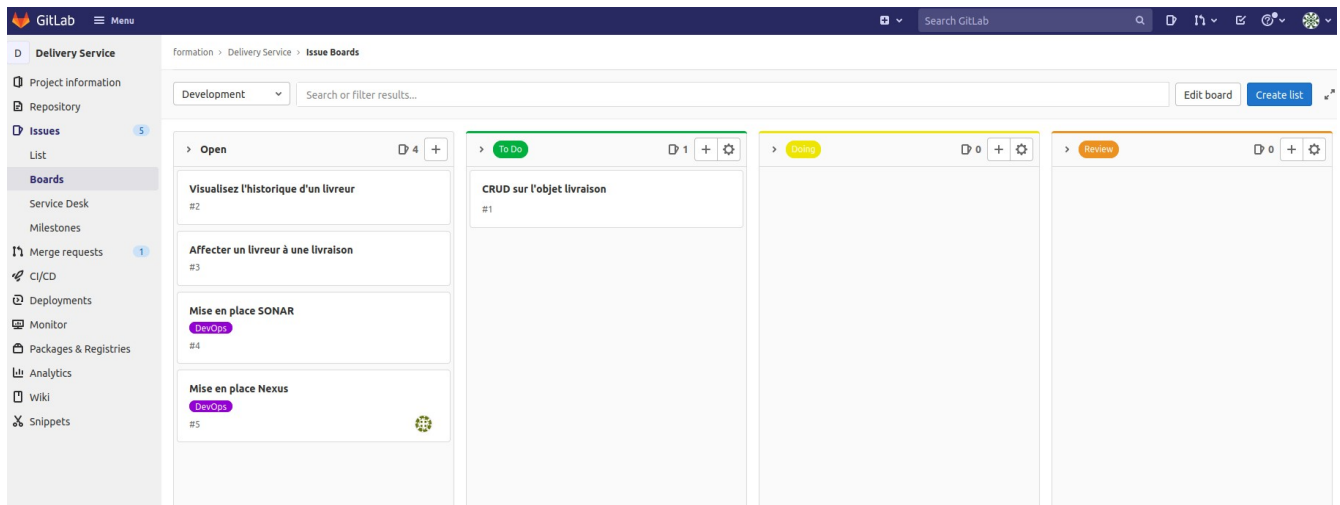 GitLab Menu Search GitLab
D Delivery Service
formation > Delivery Service > Issue Boards
Project information
Repository
Issues 5
List
Boards
Service Desk
Milestones
Merge requests 1
CI/CD
Deployments
Monitor
Packages & Registries
Analytics
Wiki
Snippets
Development Search or filter results... Edit board Create list
Open 4
Visualisez l'historique d'un livreur
#2
Affecter un livreur à une livraison
#3
Mise en place SONAR
DevOps
#4
Mise en place Nexus
DevOps
#5
To Do 1
CRUD sur l'objet livraison
#1
Doing 0
Review 0